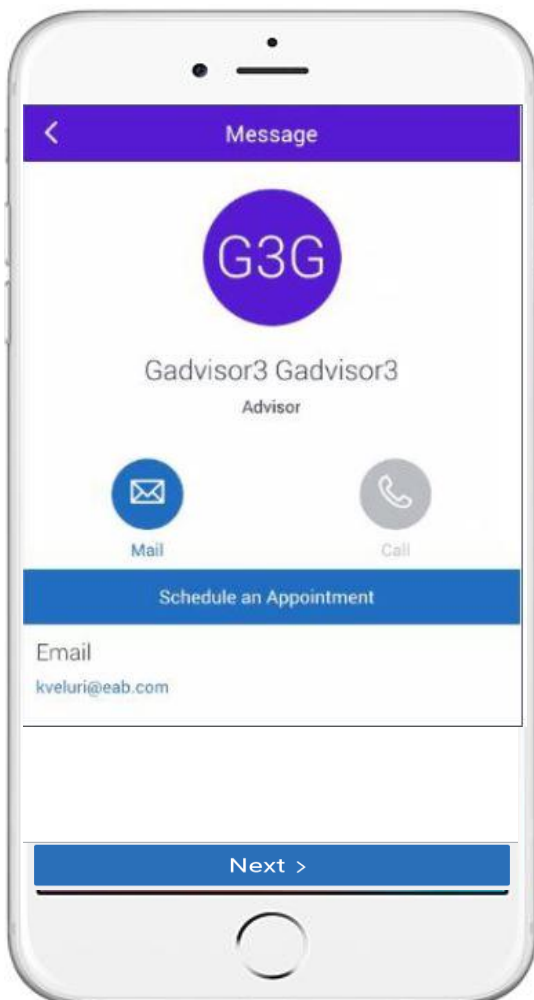 Message
G3G
Gadvisor3 Gadvisor3
Advisor
Mail Call
Schedule an Appointment
Email
kveluri@eab.com
Next >